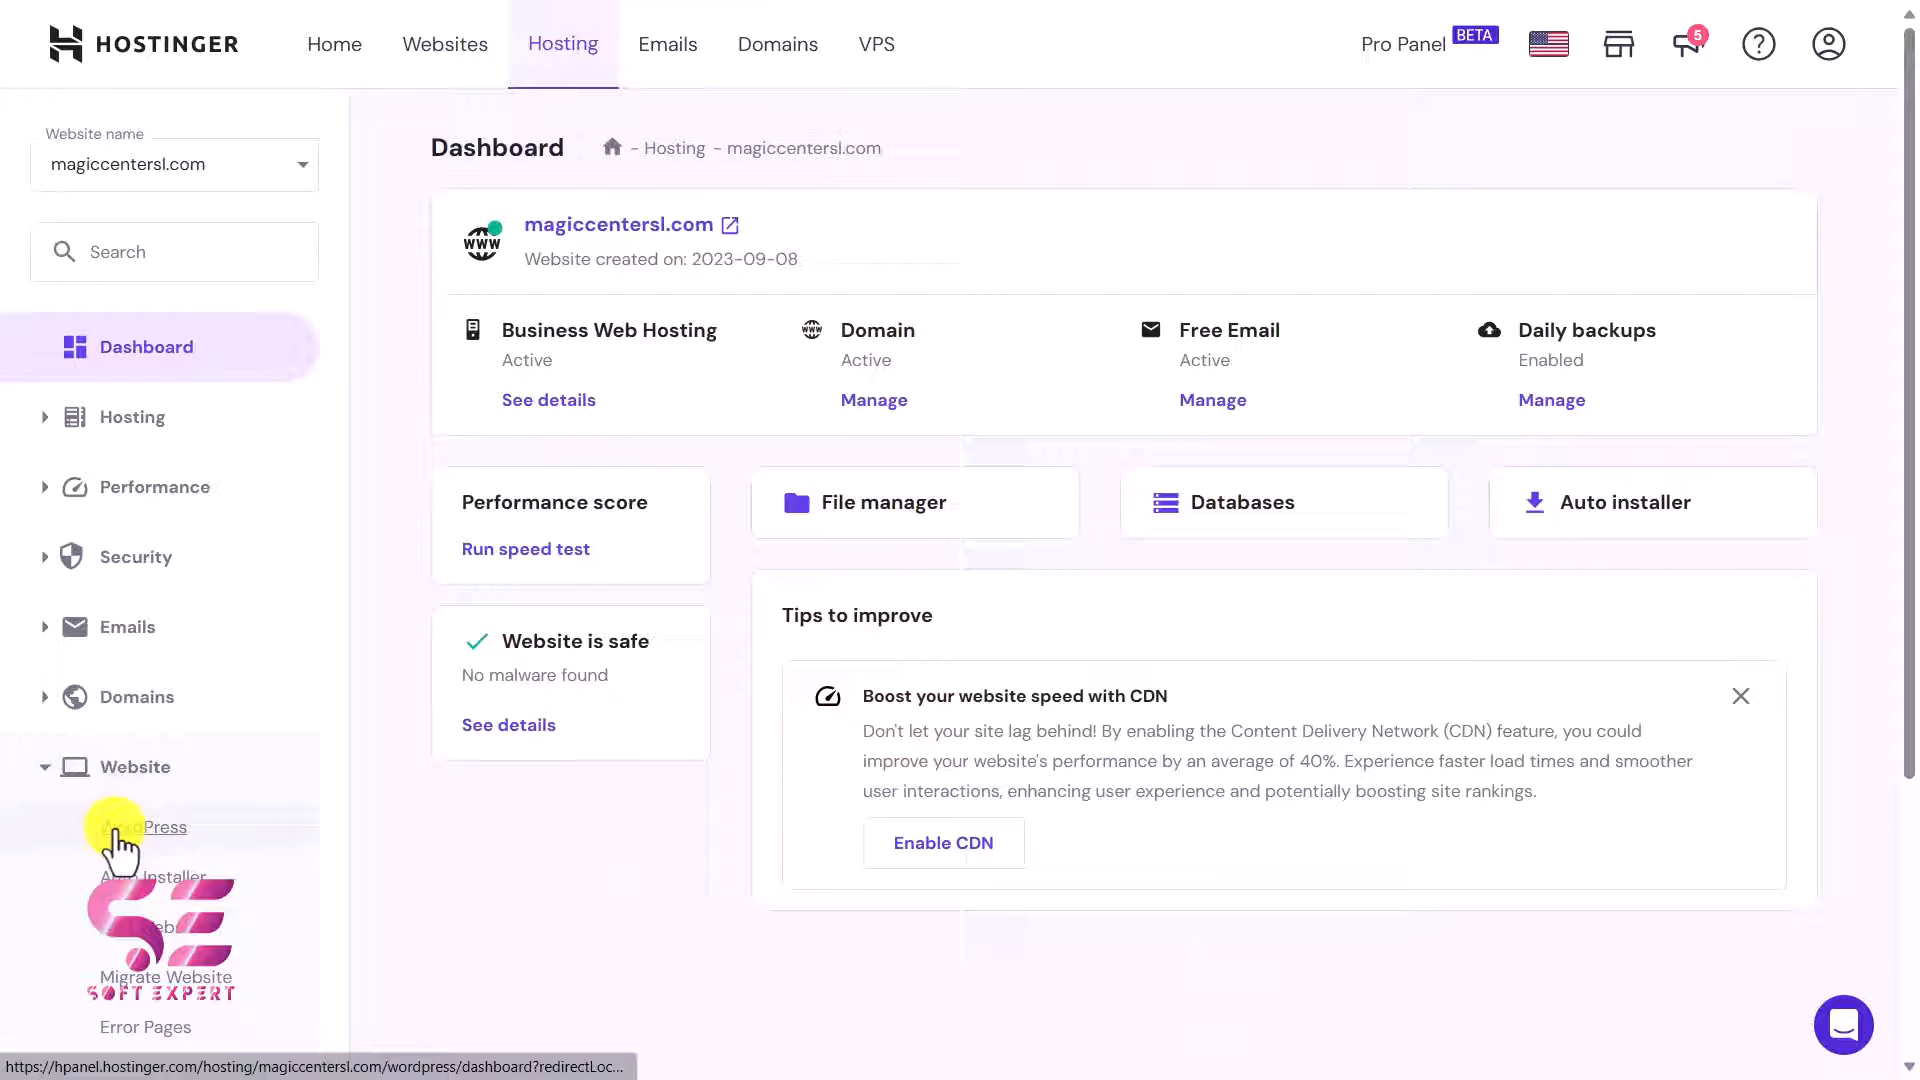 HOSTINGER
Home
Websites
Hosting
Emails
Domains
VPS
Pro Panel
BETA
5
Website name
magiccentersl.com
Search
Dashboard
Hosting
Performance
Security
Emails
Domains
Website
Migrate Website
SOFT EXPERT
Error Pages
Dashboard
- Hosting - magiccentersl.com
www
magiccentersl.com
Website created on: 2023-09-08
Business Web Hosting
Active
See details
www
Domain
Active
Manage
Free Email
Active
Manage
Daily backups
Enabled
Manage
Performance score
Run speed test
File manager
Databases
Auto installer
Website is safe
No malware found
See details
Tips to improve
Boost your website speed with CDN
Don't let your site lag behind! By enabling the Content Delivery Network (CDN) feature, you could
improve your website's performance by an average of 40%. Experience faster load times and smoother
user interactions, enhancing user experience and potentially boosting site rankings.
Enable CDN
https://hpanel.hostinger.com/hosting/magiccentersl.com/wordpress/dashboard?redirectLoc...